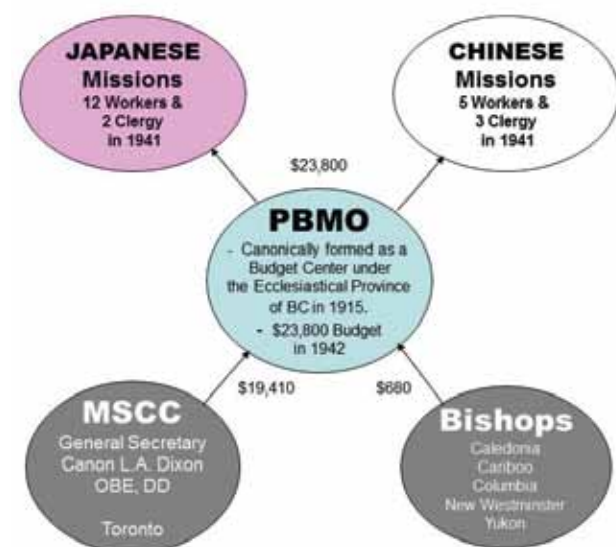 JAPANESE
Missions
12 Workers &
2 Clergy
in 1941
CHINESE
Missions
5 Workers &
3 Clergy
in 1941
$23,800
PBMO
- Canonically formed as a
Budget Center under
the Ecclesiastical Province
of BC in 1915.
- $23,800 Budget
in 1942
$19,410
$680
MSCC
General Secretary
Canon L.A. Dixon
OBE, DD
Toronto
Bishops
Caledonia
Cariboo
Columbia
New Westminster
Yukon